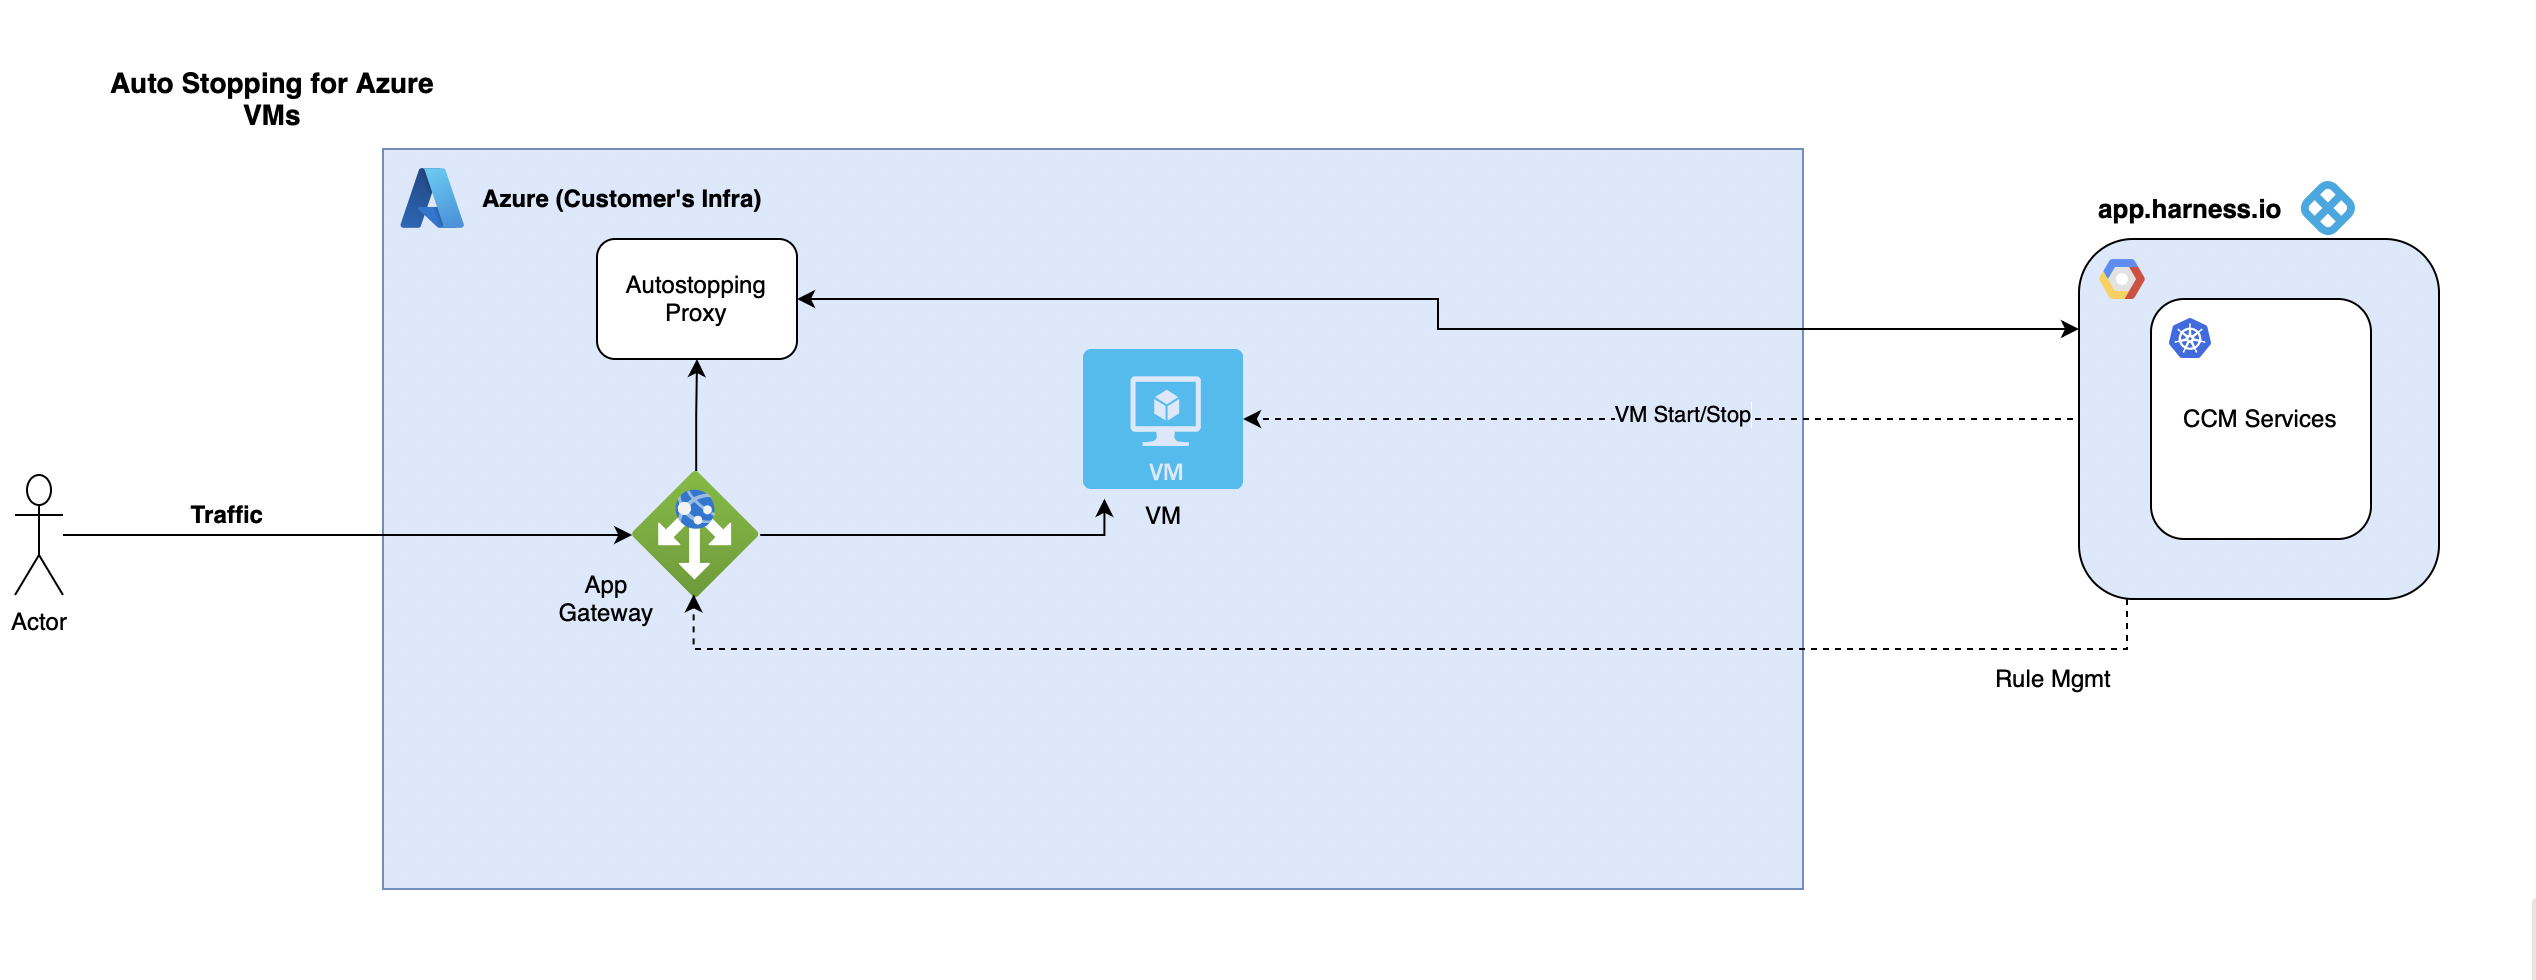 Auto Stopping for Azure
VMs
Azure (Customer's Infra)
app.harness.io
Autostopping
Proxy
VM Start/Stop
CCM Services
VM
VM
Traffic
App
Gateway
Actor
Rule Mgmt